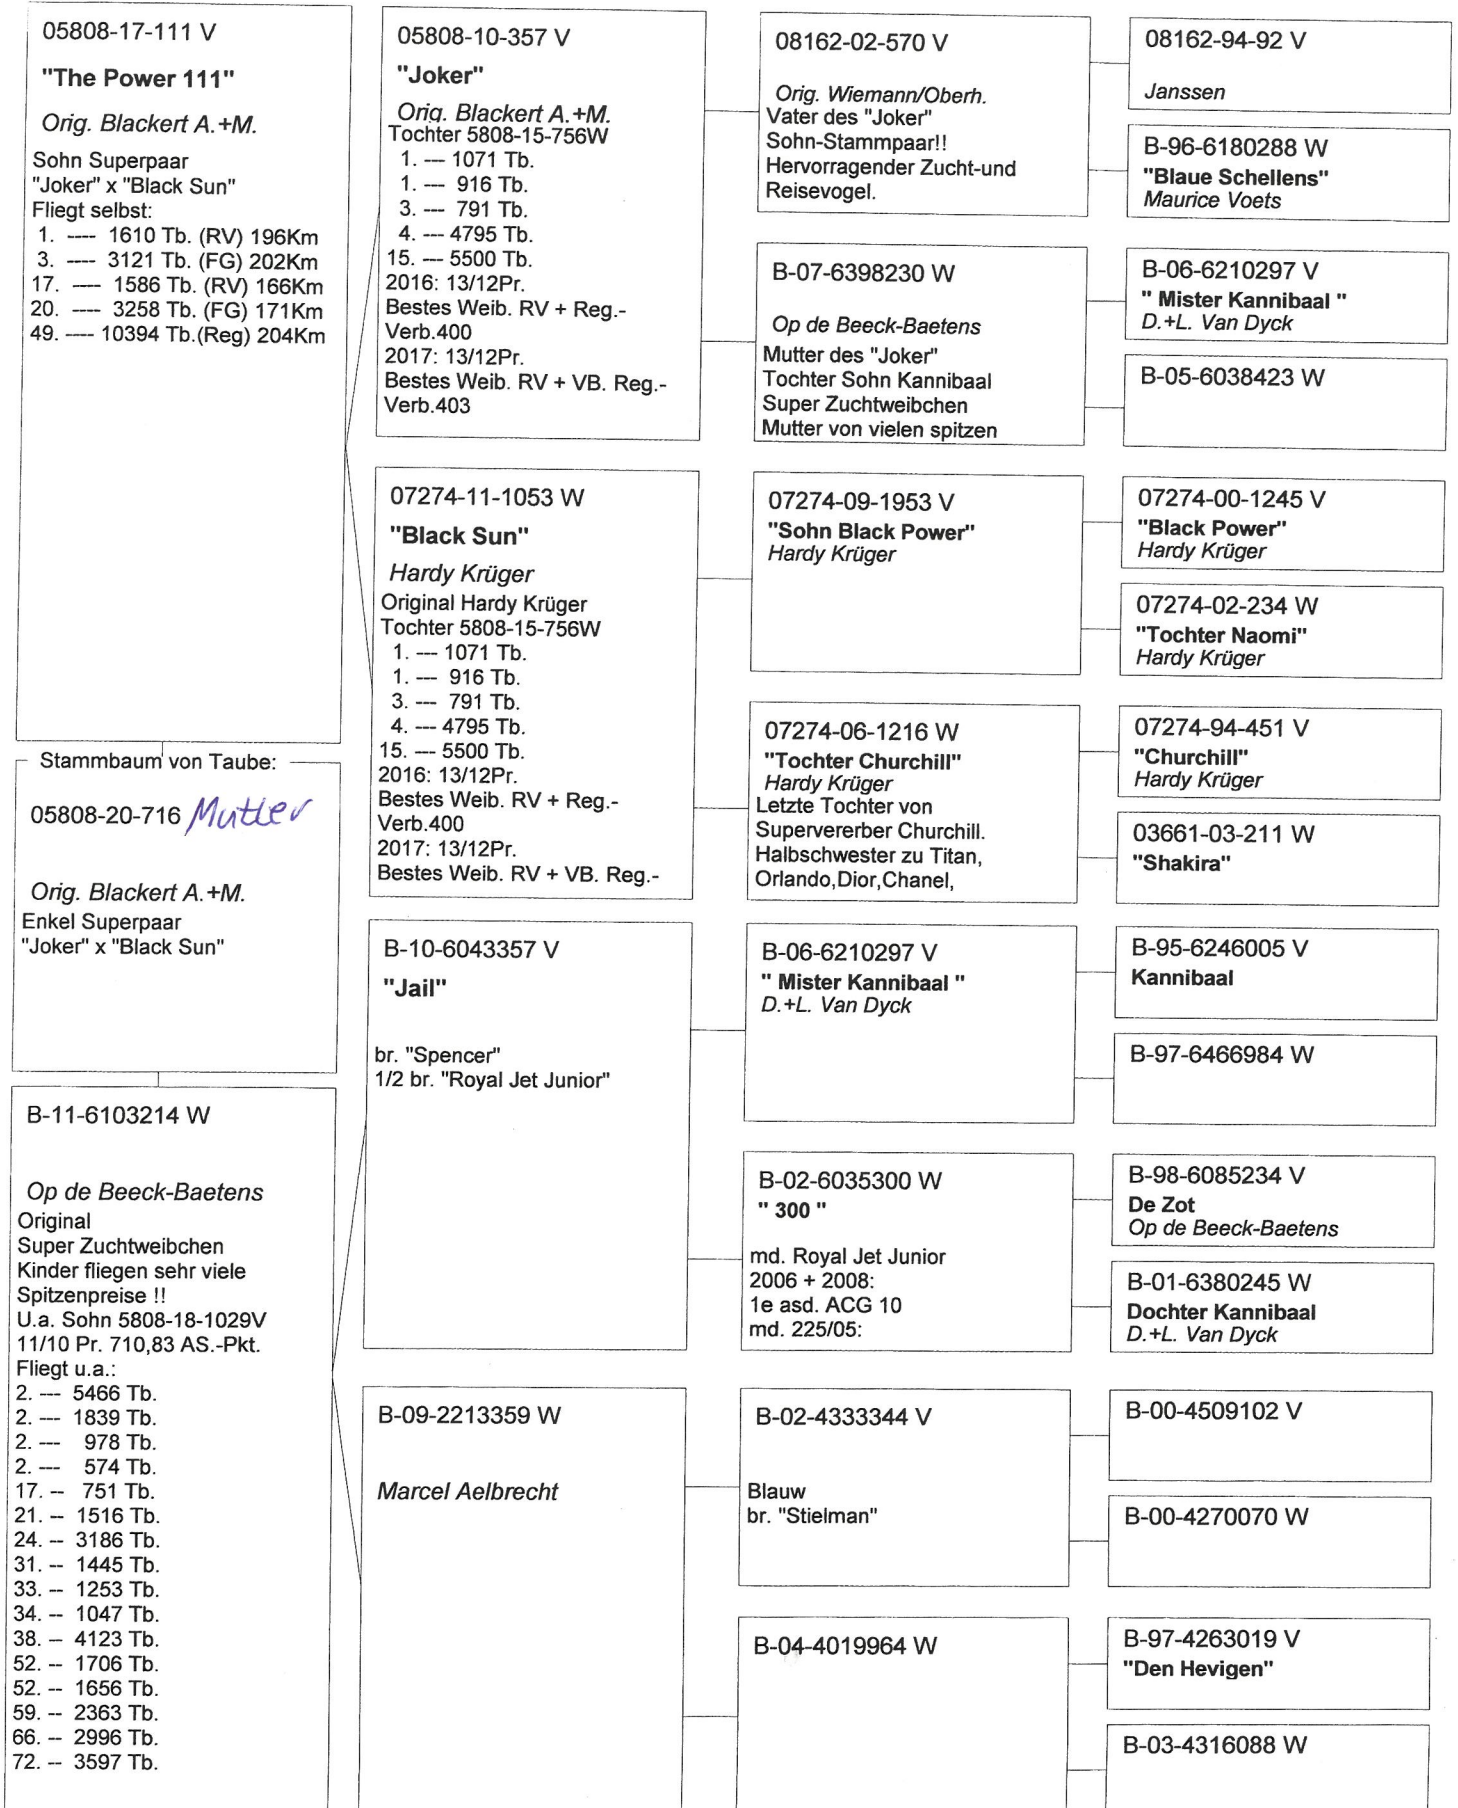 05808-17-111 V
"The Power 111"
Orig. Blackert A.+M.
Sohn Superpaar
"Joker" x "Black Sun"
Fliegt selbst:
1. ---- 1610 Tb. (RV) 196Km
3. ---- 3121 Tb. (FG) 202Km
17. ---- 1586 Tb. (RV) 166Km
20. ---- 3258 Tb. (FG) 171Km
49. ---- 10394 Tb.(Reg) 204Km
Stammbaum von Taube:
05808-20-716 Mutter
Orig. Blackert A.+M.
Enkel Superpaar
"Joker" x "Black Sun"
B-11-6103214 W
Op de Beeck-Baetens
Original
Super Zuchtweibchen
Kinder fliegen sehr viele
Spitzenpreise !!
U.a. Sohn 5808-18-1029V
11/10 Pr. 710,83 AS.-Pkt.
Fliegt u.a.:
2. --- 5466 Tb.
2. --- 1839 Tb.
2. --- 978 Tb.
2. --- 574 Tb.
17. -- 751 Tb.
21. -- 1516 Tb.
24. -- 3186 Tb.
31. -- 1445 Tb.
33. -- 1253 Tb.
34. -- 1047 Tb.
38. -- 4123 Tb.
52. -- 1706 Tb.
52. -- 1656 Tb.
59. -- 2363 Tb.
66. -- 2996 Tb.
72. -- 3597 Tb.
05808-10-357 V
"Joker"
Orig. Blackert A.+M.
Tochter 5808-15-756W
1. --- 1071 Tb.
1. --- 916 Tb.
3. --- 791 Tb.
4. --- 4795 Tb.
15. --- 5500 Tb.
2016: 13/12Pr.
Bestes Weib. RV + Reg.-
Verb.400
2017: 13/12Pr.
Bestes Weib. RV + VB. Reg.-
Verb.403
07274-11-1053 W
"Black Sun"
Hardy Krüger
Original Hardy Krüger
Tochter 5808-15-756W
1. --- 1071 Tb.
1. --- 916 Tb.
3. --- 791 Tb.
4. --- 4795 Tb.
15. --- 5500 Tb.
2016: 13/12Pr.
Bestes Weib. RV + Reg.-
Verb.400
2017: 13/12Pr.
Bestes Weib. RV + VB. Reg.-
B-10-6043357 V
"Jail"
br. "Spencer"
1/2 br. "Royal Jet Junior"
B-09-2213359 W
Marcel Aelbrecht
08162-02-570 V
Orig. Wiemann/Oberh.
Vater des "Joker"
Sohn-Stammpaar!!
Hervorragender Zucht-und
Reisevogel.
B-07-6398230 W
Op de Beeck-Baetens
Mutter des "Joker"
Tochter Sohn Kannibaal
Super Zuchtweibchen
Mutter von vielen spitzen
07274-09-1953 V
"Sohn Black Power"
Hardy Krüger
07274-06-1216 W
"Tochter Churchill"
Hardy Krüger
Letzte Tochter von
Supervererber Churchill.
Halbschwester zu Titan,
Orlando,Dior,Chanel,
B-06-6210297 V
" Mister Kannibaal "
D.+L. Van Dyck
B-02-6035300 W
" 300 "
md. Royal Jet Junior
2006 + 2008:
1e asd. ACG 10
md. 225/05:
B-02-4333344 V
Blauw
br. "Stielman"
B-04-4019964 W
08162-94-92 V
Janssen
B-96-6180288 W
"Blaue Schellens"
Maurice Voets
B-06-6210297 V
" Mister Kannibaal "
D.+L. Van Dyck
B-05-6038423 W
07274-00-1245 V
"Black Power"
Hardy Krüger
07274-02-234 W
"Tochter Naomi"
Hardy Krüger
07274-94-451 V
"Churchill"
Hardy Krüger
03661-03-211 W
"Shakira"
B-95-6246005 V
Kannibaal
B-97-6466984 W
B-98-6085234 V
De Zot
Op de Beeck-Baetens
B-01-6380245 W
Dochter Kannibaal
D.+L. Van Dyck
B-00-4509102 V
B-00-4270070 W
B-97-4263019 V
"Den Hevigen"
B-03-4316088 W